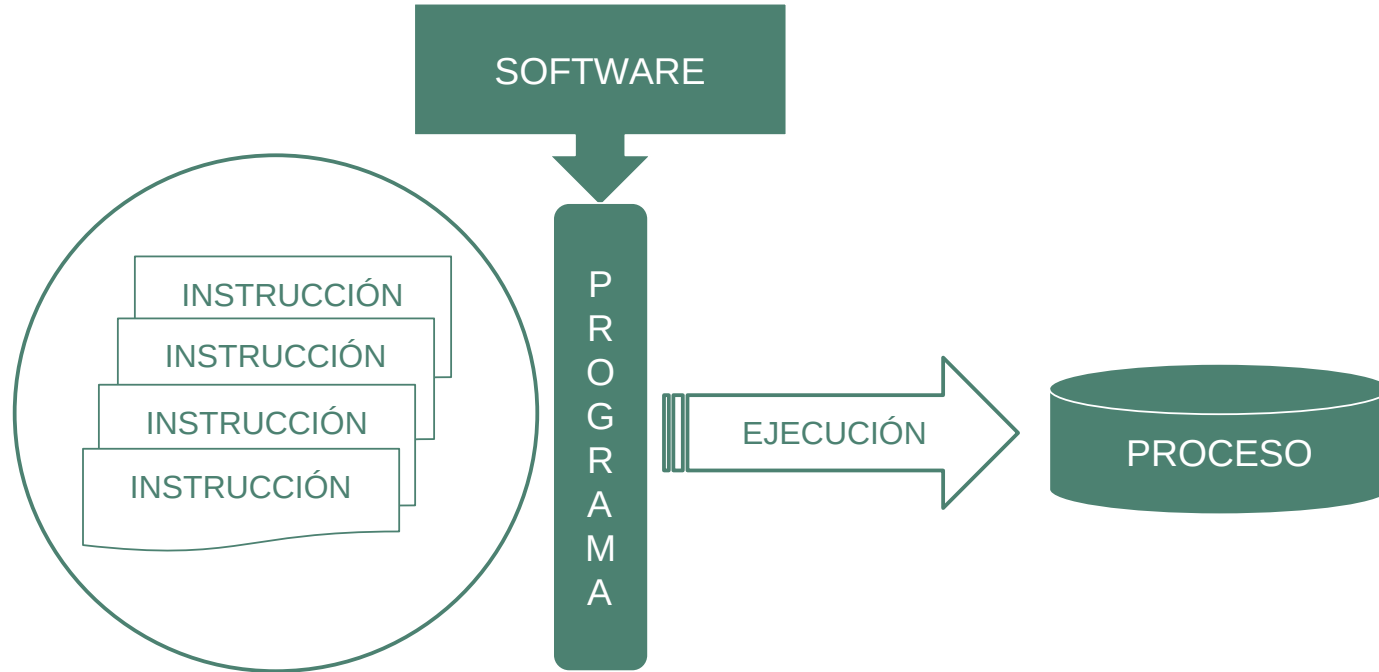 SOFTWARE
INSTRUCCIÓN
INSTRUCCIÓN
INSTRUCCIÓN
INSTRUCCIÓN
PROGRAMA
EJECUCIÓN
PROCESO